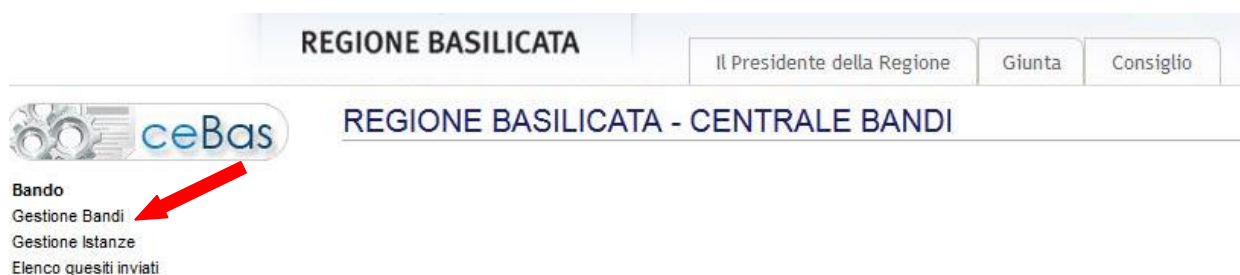 REGIONE BASILICATA
Il Presidente della Regione Giunta Consiglio
ceBas
REGIONE BASILICATA - CENTRALE BANDI
Bando
Gestione Bandi
Gestione Istanze
Elenco quesiti inviati